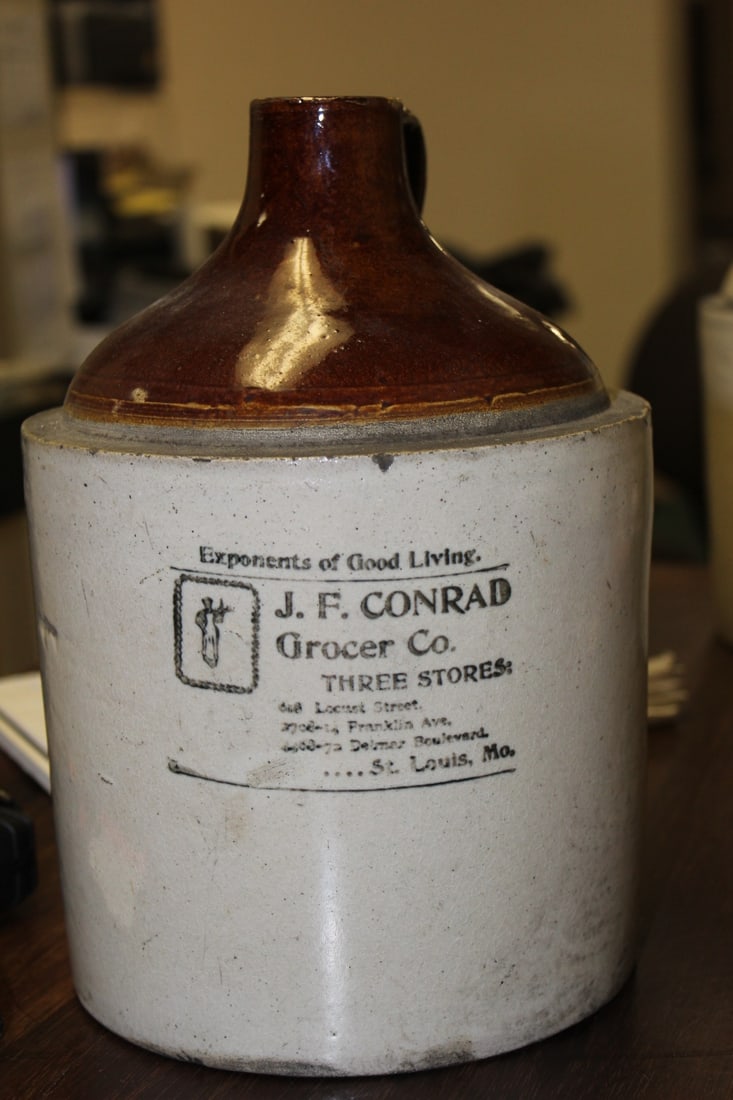 Exponents of Good Living.
J. F. CONRAD
Grocer Co.
THREE STORES:
Locust Street.
Franklin Ave.
Delmar Boulevard.
.... St. Louis, Mo.